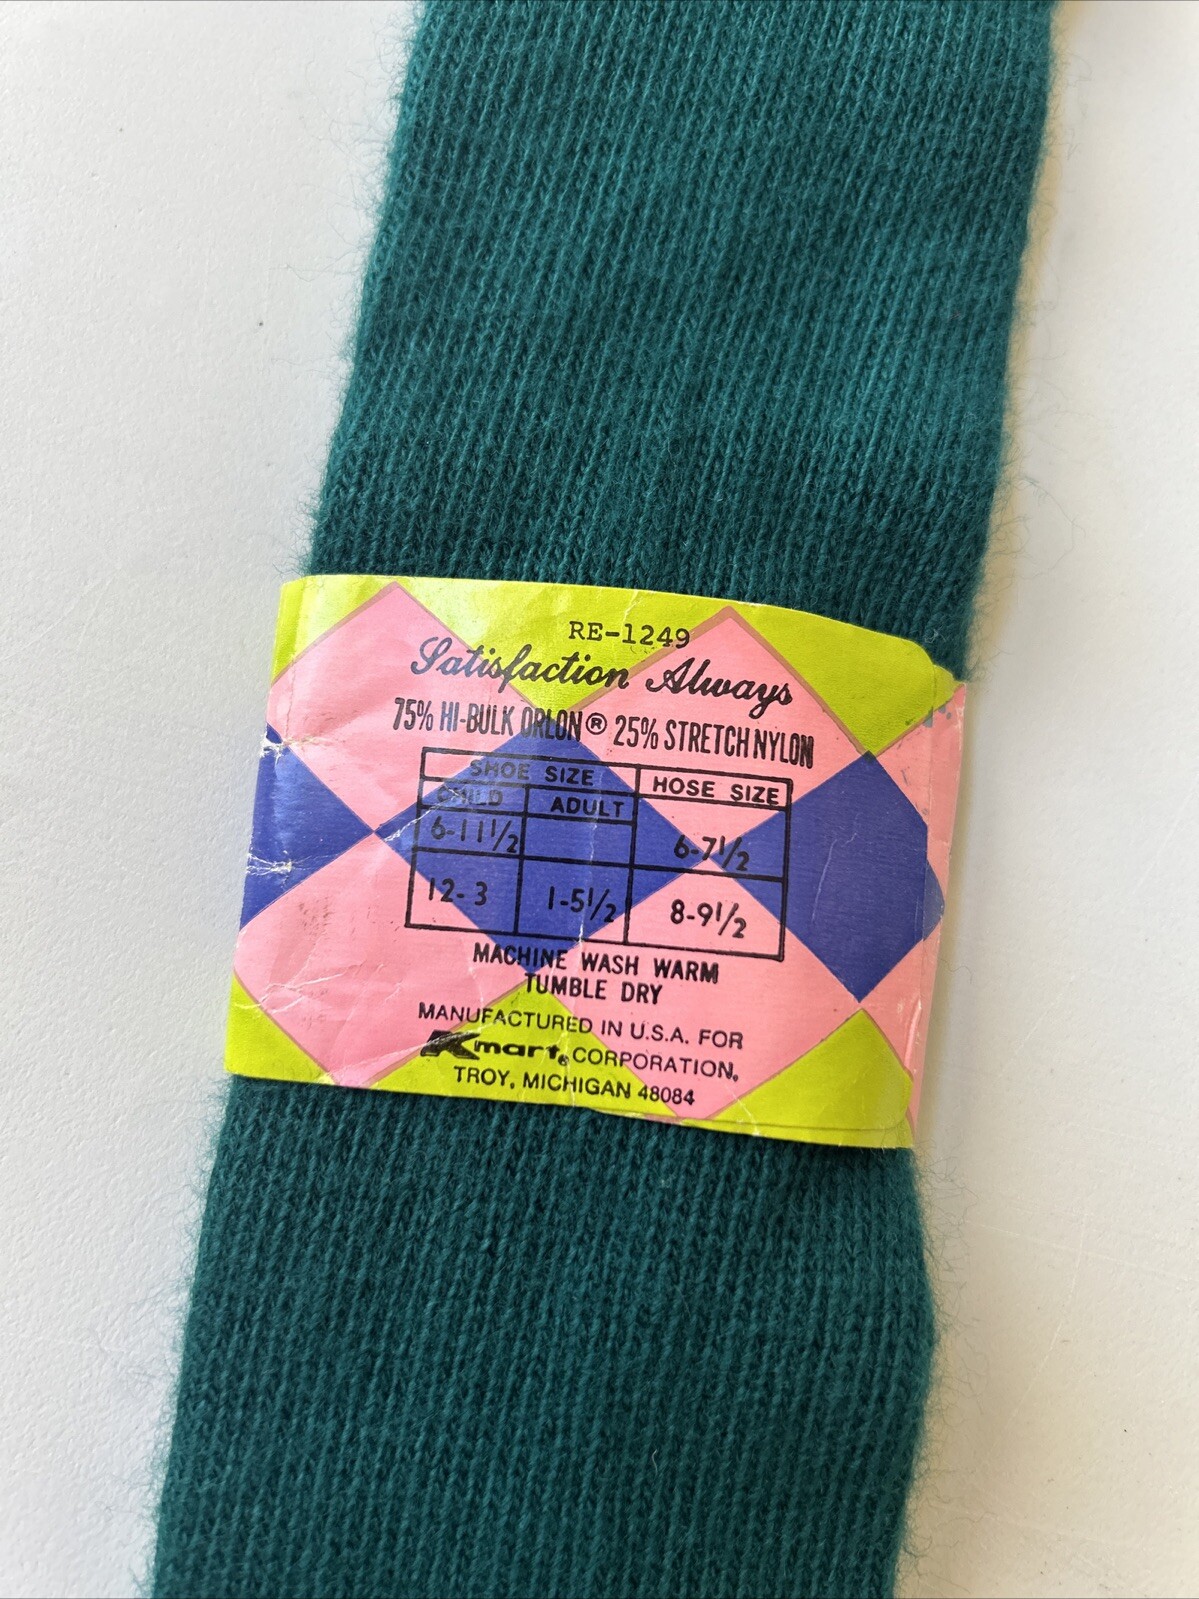 RE-1249
Satisfaction Always
75% HI-BULK ORLON® 25% STRETCH NYLON
SHOE SIZE HOSE SIZE
CHILD ADULT
6-11½ 6-7½
12-3 1-5½ 8-9½
MACHINE WASH WARM
TUMBLE DRY
MANUFACTURED IN U.S.A. FOR
Kmart® CORPORATION,
TROY, MICHIGAN 48084